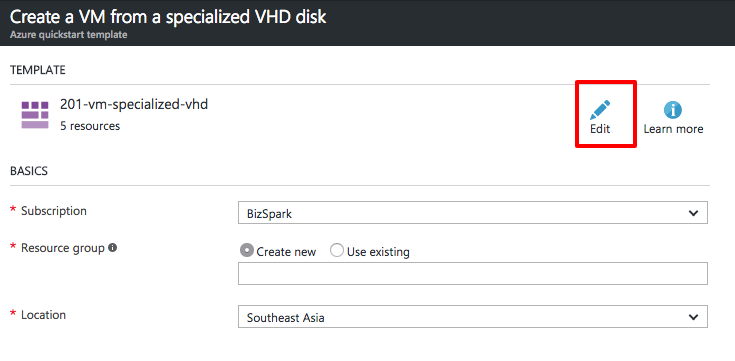 Create a VM from a specialized VHD disk
Azure quickstart template
TEMPLATE
201-vm-specialized-vhd
5 resources
Edit
Learn more
BASICS
* Subscription
BizSpark
* Resource group
Create new
Use existing
* Location
Southeast Asia